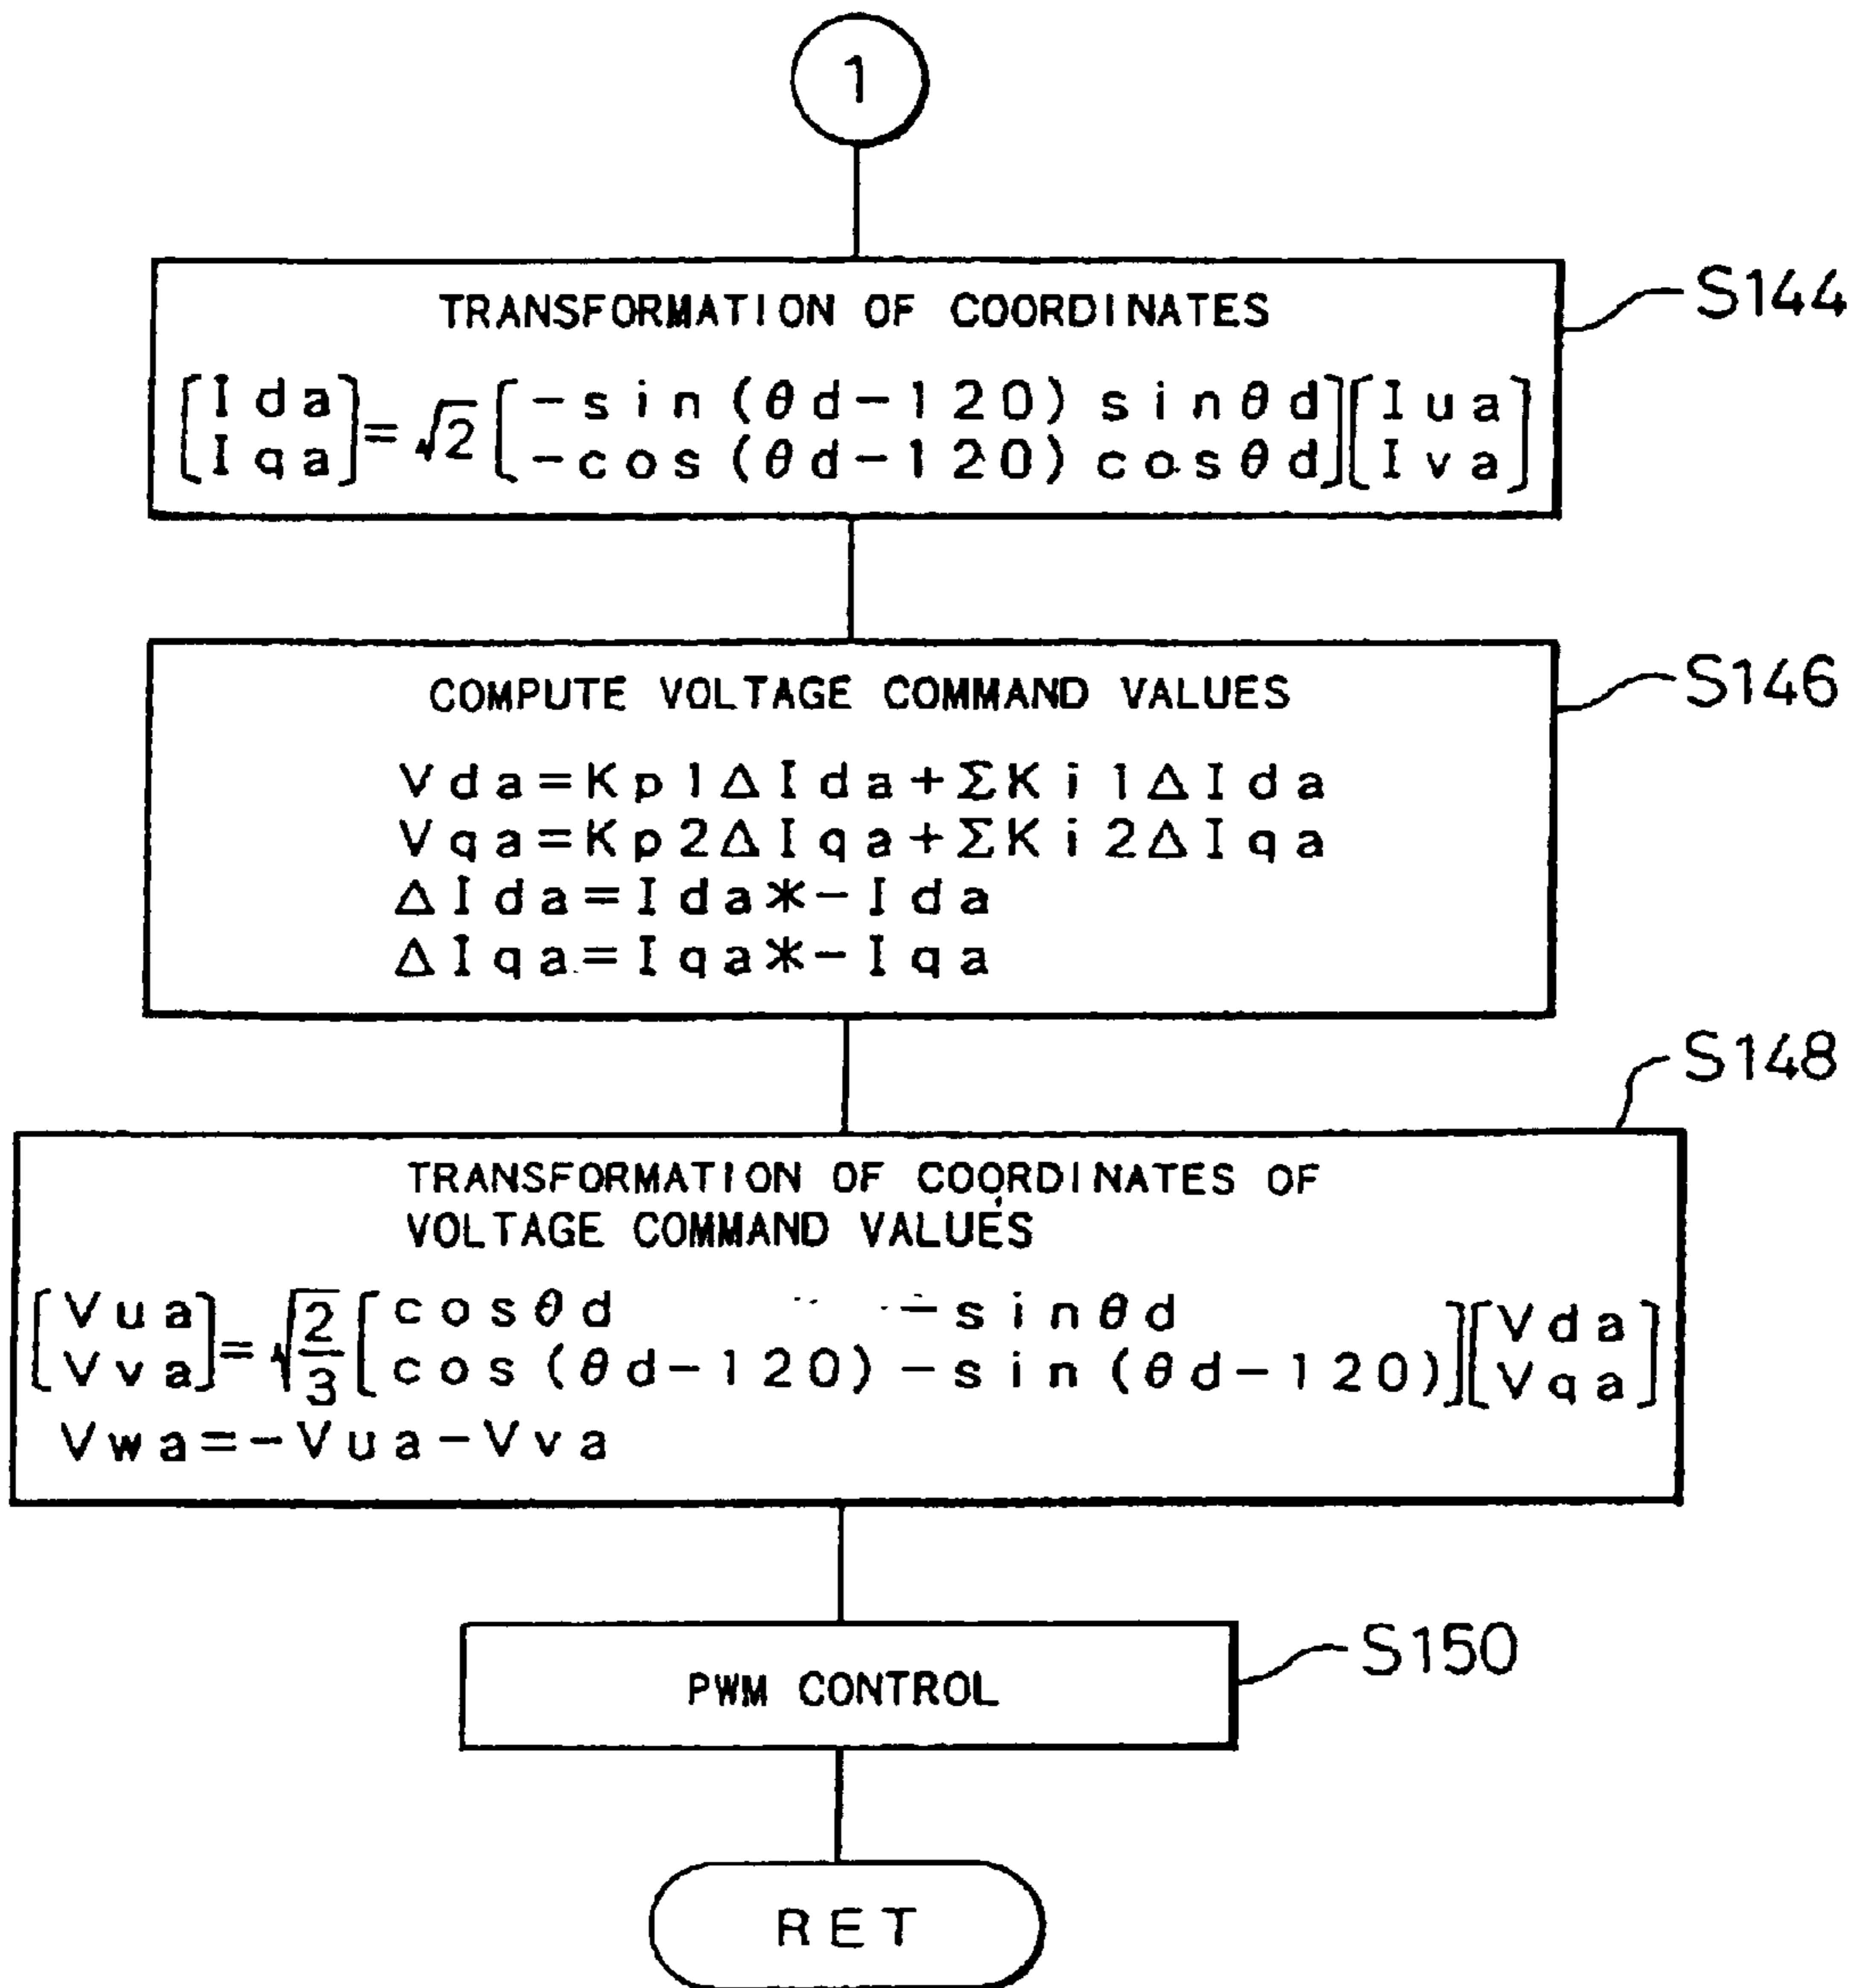 1
TRANSFORMATION OF COORDINATES
S144
[Ida] = √2 [-sin(θd-120) sinθd] [Iua]
[Iqa] [-cos(θd-120) cosθd] [Iva]
COMPUTE VOLTAGE COMMAND VALUES
S146
Vda=Kp1ΔIda+ΣKi1ΔIda
Vqa=Kp2ΔIqa+ΣKi2ΔIqa
ΔIda=Ida*-Ida
ΔIqa=Iqa*-Iqa
S148
TRANSFORMATION OF COORDINATES OF
VOLTAGE COMMAND VALUES
[Vua] = √2/3 [cosθd -sinθd] [Vda]
[Vva] [cos(θd-120) -sin(θd-120)] [Vqa]
Vwa=-Vua-Vva
PWM CONTROL
S150
RET